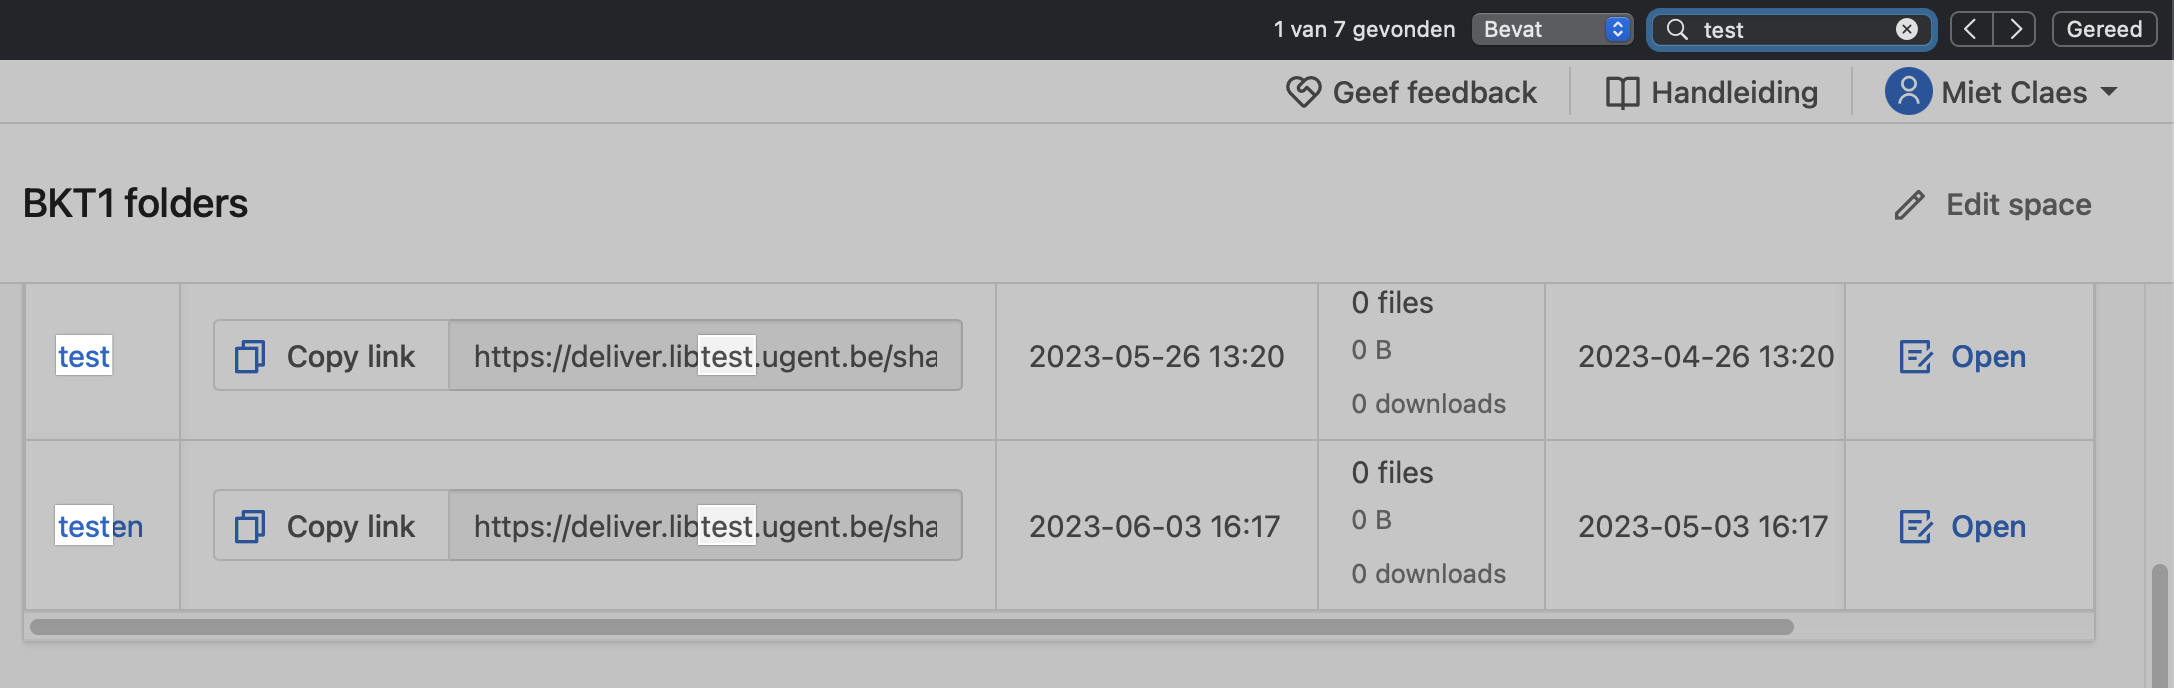 1 van 7 gevonden Bevat test Gereed
Geef feedback Handleiding Miet Claes
BKT1 folders Edit space
test Copy link https://deliver.libtest.ugent.be/sha 2023-05-26 13:20 0 files 2023-04-26 13:20 Open
0 B
0 downloads
testen Copy link https://deliver.libtest.ugent.be/sha 2023-06-03 16:17 0 files 2023-05-03 16:17 Open
0 B
0 downloads